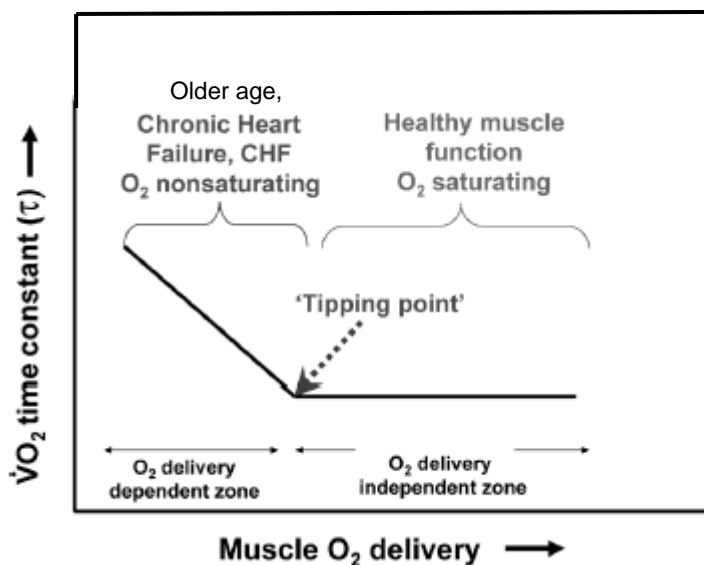 Older age,
Chronic Heart
Failure, CHF
O₂ nonsaturating
Healthy muscle
function
O₂ saturating
'Tipping point'
V̇O₂ time constant (τ)
O₂ delivery
dependent zone
O₂ delivery
independent zone
Muscle O₂ delivery